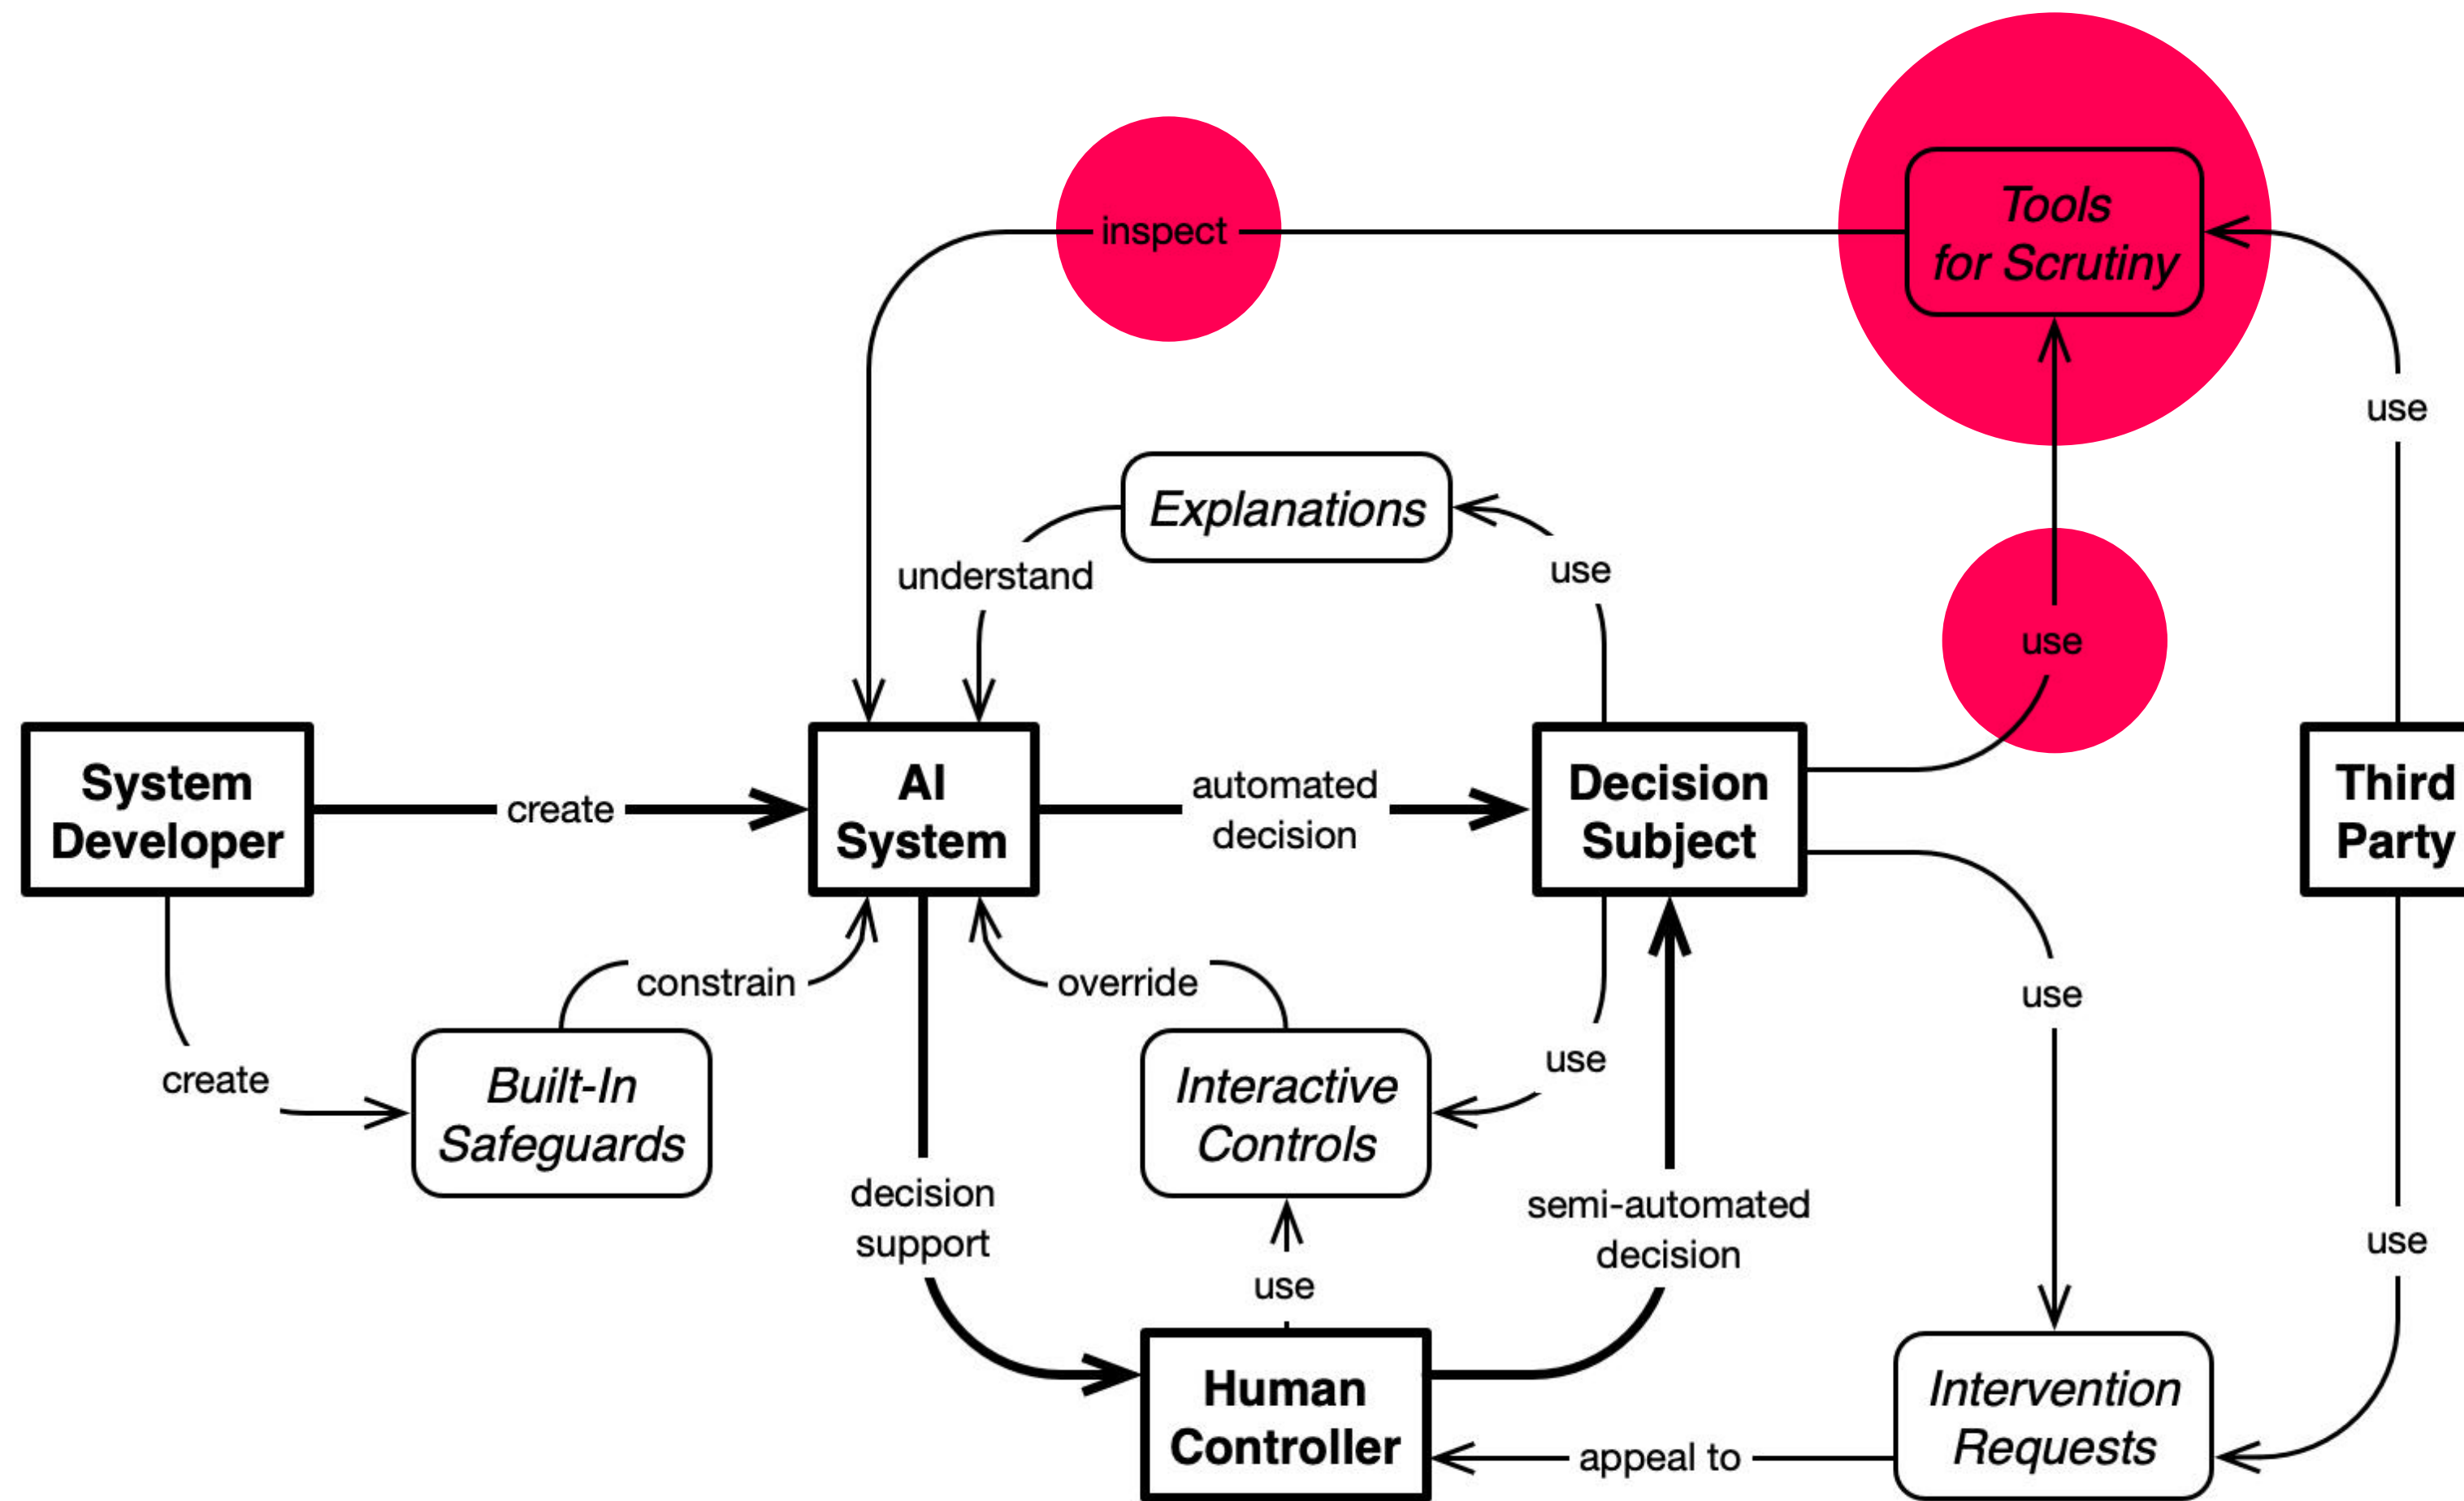 Tools
for Scrutiny
inspect
use
Explanations
understand
use
use
System
Developer
create
AI
System
automated
decision
Decision
Subject
Third
Party
constrain
override
use
create
Built-In
Safeguards
Interactive
Controls
use
decision
support
semi-automated
decision
use
use
Human
Controller
appeal to
Intervention
Requests